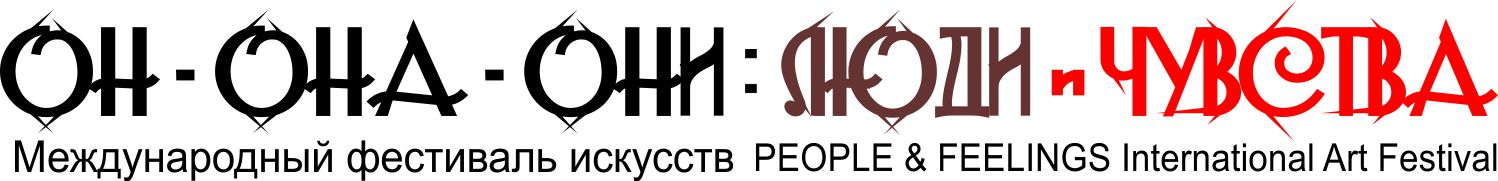 ОН - ОНА - ОНИ : ЛЮДИ и ЧУВСТВА
Международный фестиваль искусств PEOPLE & FEELINGS International Art Festival